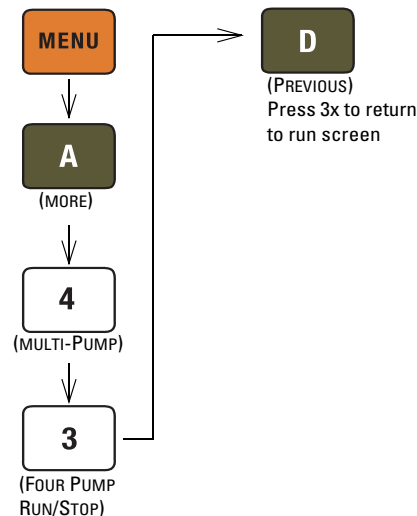 MENU
A
(MORE)
4
(MULTI-PUMP)
3
(FOUR PUMP
RUN/STOP)
D
(PREVIOUS)
Press 3x to return
to run screen